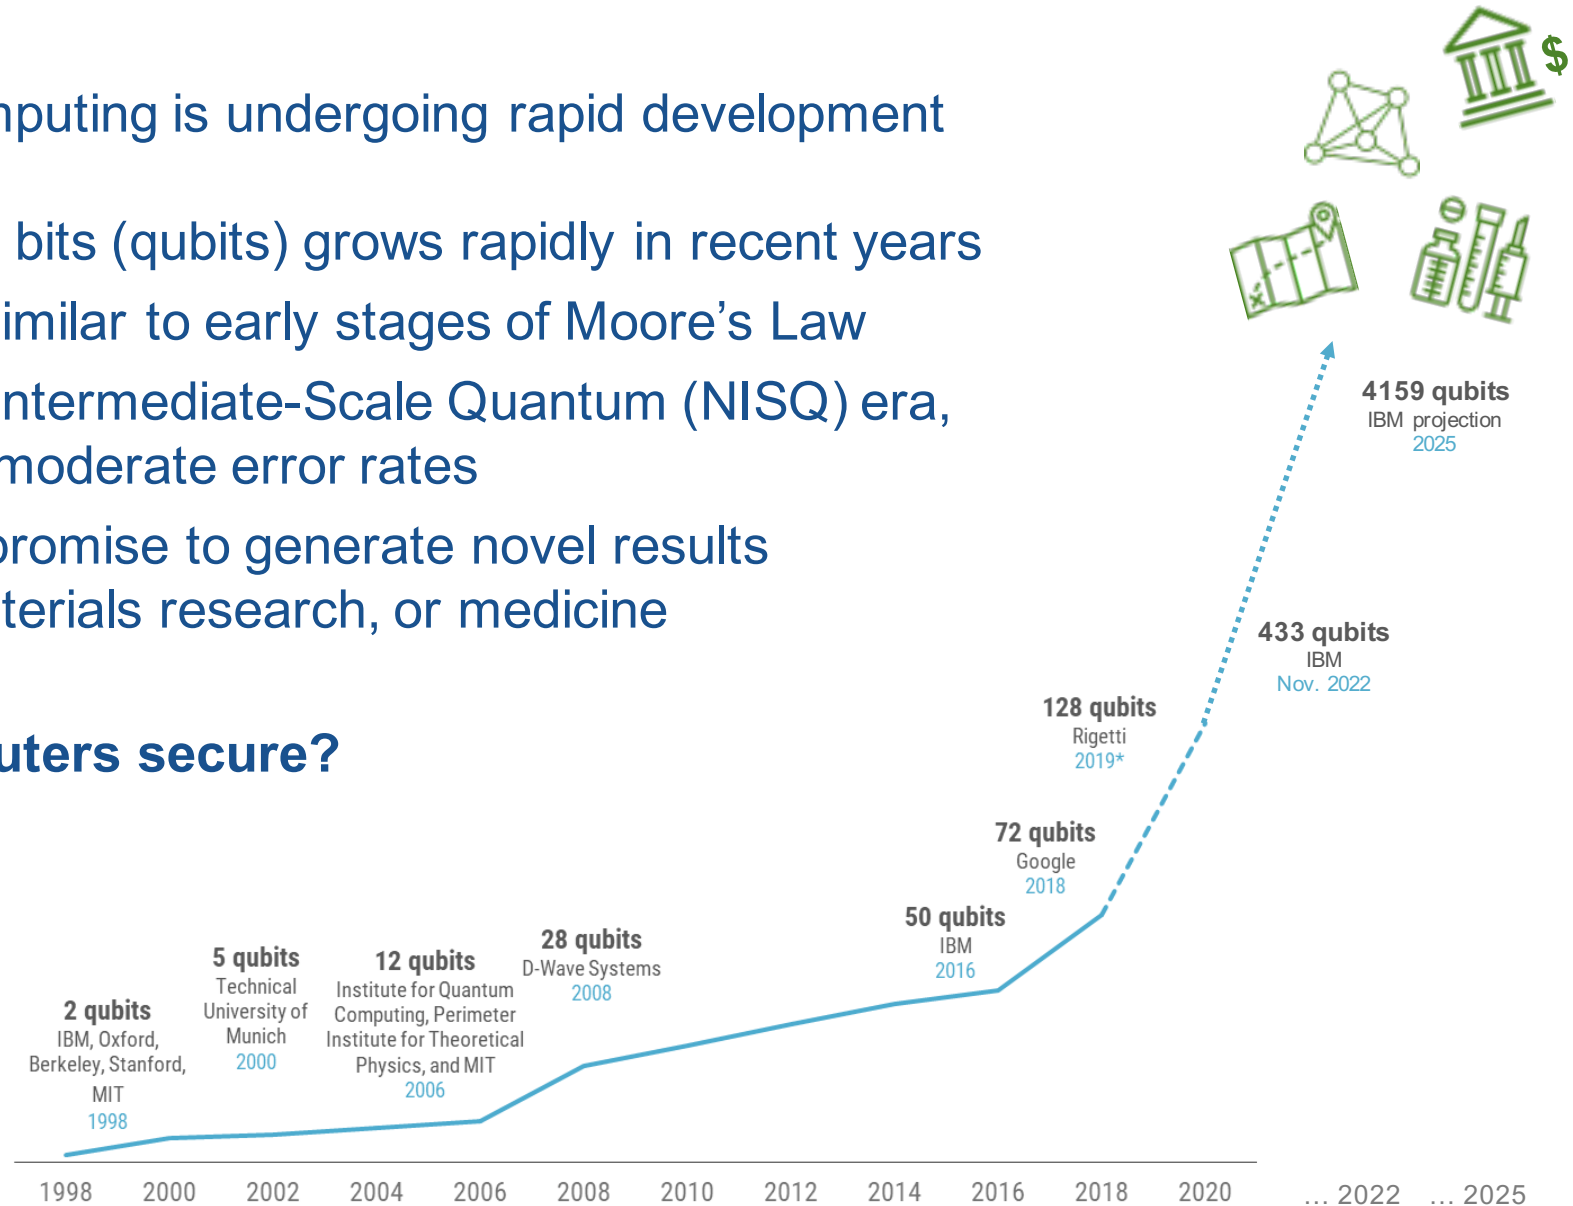 mputing is undergoing rapid development
bits (qubits) grows rapidly in recent years
imilar to early stages of Moore's Law
ntermediate-Scale Quantum (NISQ) era,
moderate error rates
promise to generate novel results
terials research, or medicine
uters secure?
$
4159 qubits
IBM projection
2025
433 qubits
IBM
Nov. 2022
128 qubits
Rigetti
2019*
72 qubits
Google
2018
50 qubits
IBM
2016
28 qubits
D-Wave Systems
2008
12 qubits
Institute for Quantum
Computing, Perimeter
Institute for Theoretical
Physics, and MIT
2006
5 qubits
Technical
University of
Munich
2000
2 qubits
IBM, Oxford,
Berkeley, Stanford,
MIT
1998
1998 2000 2002 2004 2006 2008 2010 2012 2014 2016 2018 2020 ... 2022 ... 2025